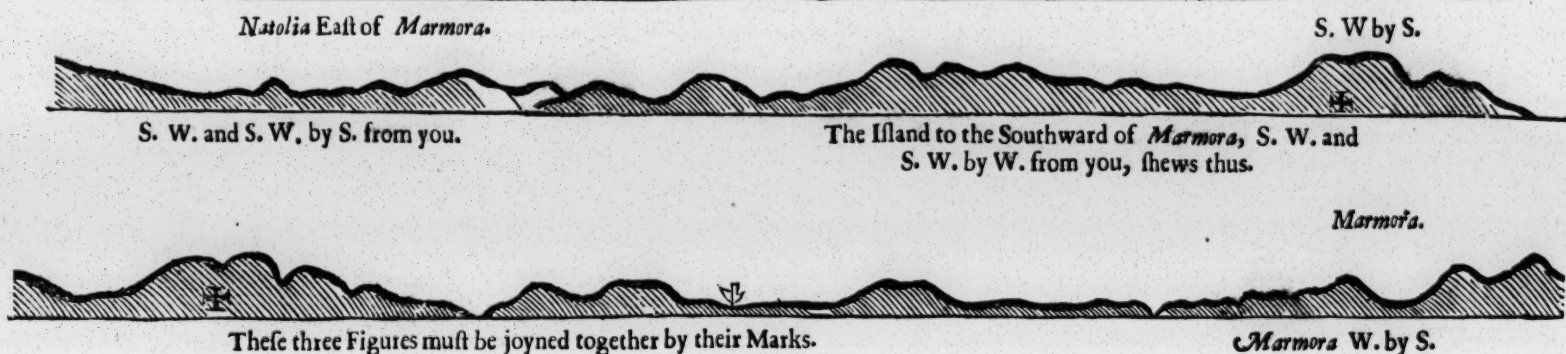 Natolia Eaſt of Marmora.
S. W by S.
S. W. and S. W. by S. from you.
The Iſland to the Southward of Marmora, S. W. and
S. W. by W. from you, ſhews thus.
Marmora.
Theſe three Figures muſt be joyned together by their Marks.
Marmora W. by S.